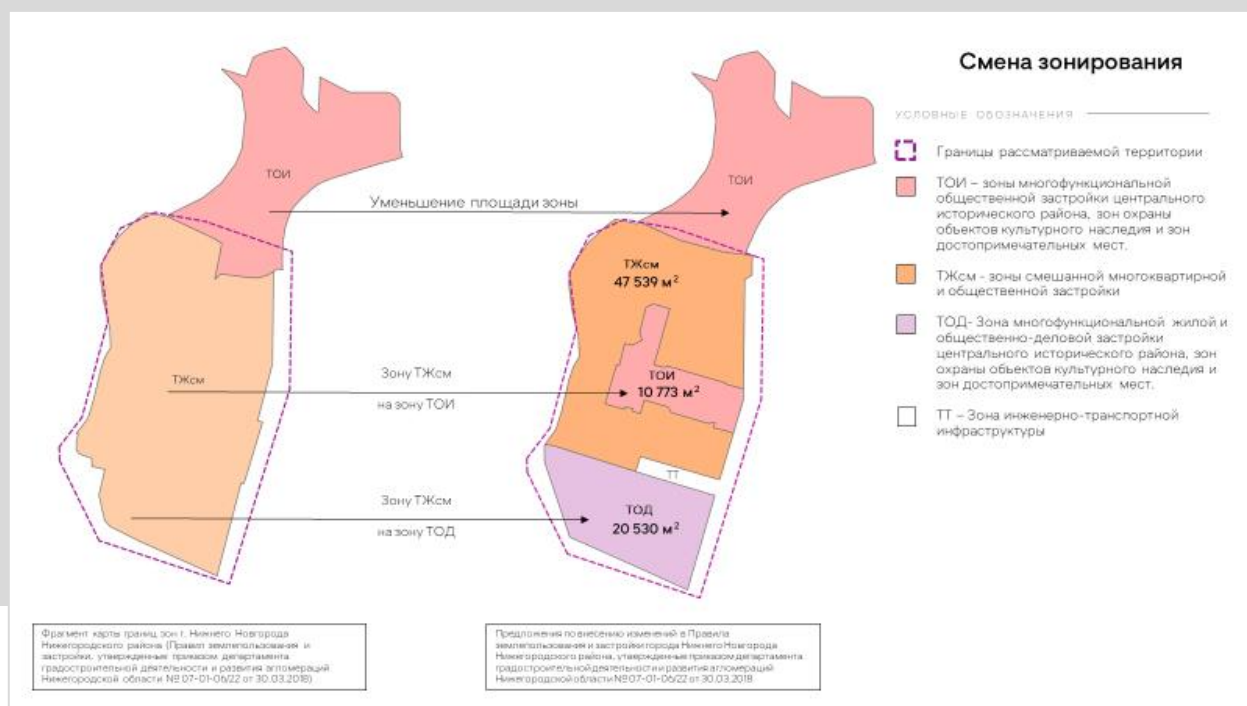 Смена зонирования
УСЛОВНЫЕ ОБОЗНАЧЕНИЯ
Границы рассматриваемой территории
ТОИ – зоны многофункциональной
общественной застройки центрального
исторического района, зон охраны
объектов культурного наследия и зон
достопримечательных мест.
ТЖсм - зоны смешанной многоквартирной
и общественной застройки
ТОД- Зона многофункциональной жилой и
общественно-деловой застройки
центрального исторического района, зон
охраны объектов культурного наследия и
зон достопримечательных мест.
ТТ – Зона инженерно-транспортной
инфраструктуры
ТОИ
ТЖсм
Уменьшение площади зоны
Зону ТЖсм
на зону ТОИ
Зону ТЖсм
на зону ТОД
ТОИ
ТЖсм
47 539 м²
ТОИ
10 773 м²
ТТ
ТОД
20 530 м²
Фрагмент карты границ зон г. Нижнего Новгорода
Нижегородского района (Правил землепользования и
застройки, утвержденные приказом департамента
градостроительной деятельности и развития агломераций
Нижегородской области № 07-01-06/22 от 30.03.2018)
Предложения по внесению изменений в Правила
землепользования и застройки города Нижнего Новгорода
Нижегородского района, утвержденные приказом департамента
градостроительной деятельности и развития агломераций
Нижегородской области № 07-01-06/22 от 30.03.2018.